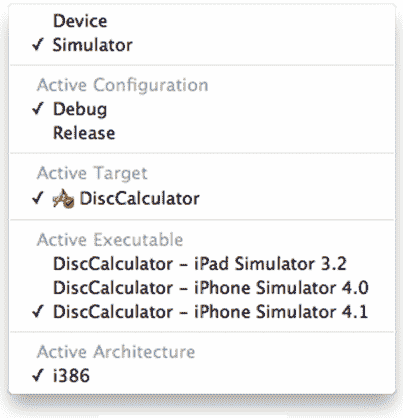 Device
✓ Simulator
Active Configuration
✓ Debug
Release
Active Target
✓ DiscCalculator
Active Executable
DiscCalculator – iPad Simulator 3.2
DiscCalculator – iPhone Simulator 4.0
✓ DiscCalculator – iPhone Simulator 4.1
Active Architecture
✓ i386